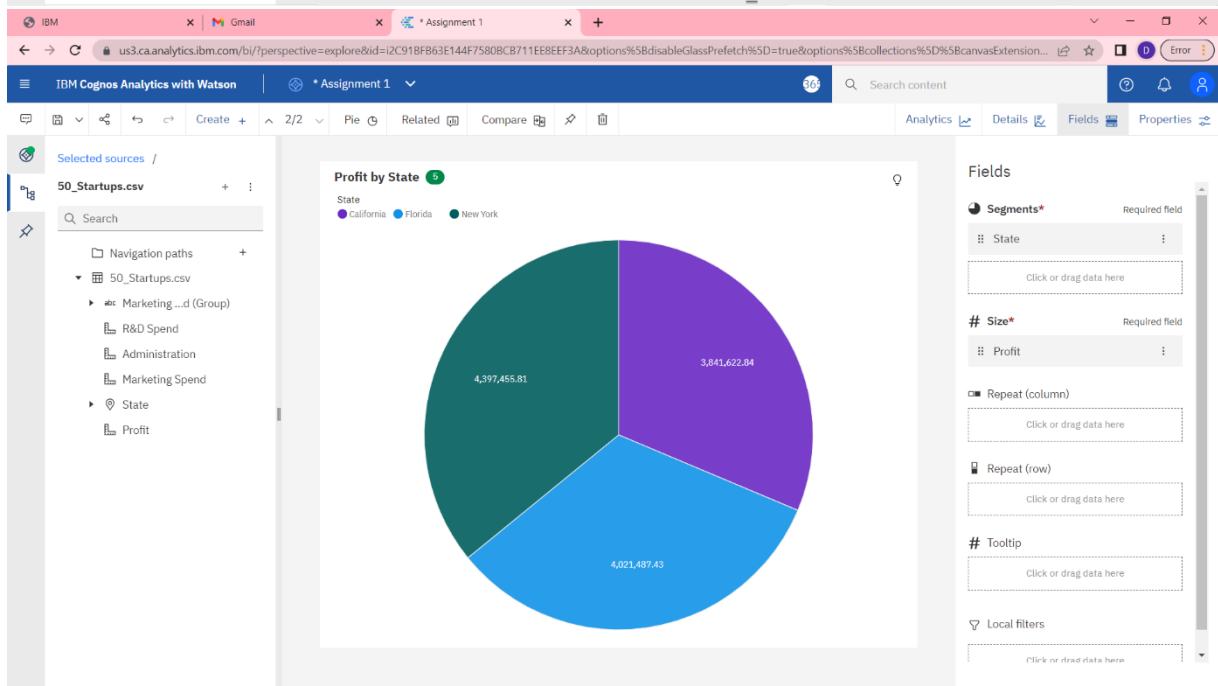 IBM
Gmail
* Assignment 1
us3.ca.analytics.ibm.com/bi/?perspective=explore&id=i2C91BFB63E144F7580BCB711EE8EEF3A&options%5BdisableGlassPrefetch%5D=true&options%5Bcollections%5D%5BcanvasExtension...
D
Error
IBM Cognos Analytics with Watson
* Assignment 1
Search content
Create +
2/2
Pie
Related
Compare
Analytics
Details
Fields
Properties
Selected sources /
50_Startups.csv
Search
Navigation paths
50_Startups.csv
abc Marketing ...d (Group)
R&D Spend
Administration
Marketing Spend
State
Profit
Profit by State 5
State
California Florida New York
3,841,622.84
4,397,455.81
4,021,487.43
Fields
Segments* Required field
State
Click or drag data here
# Size* Required field
Profit
Repeat (column)
Click or drag data here
Repeat (row)
Click or drag data here
# Tooltip
Click or drag data here
Local filters
Click or drag data here